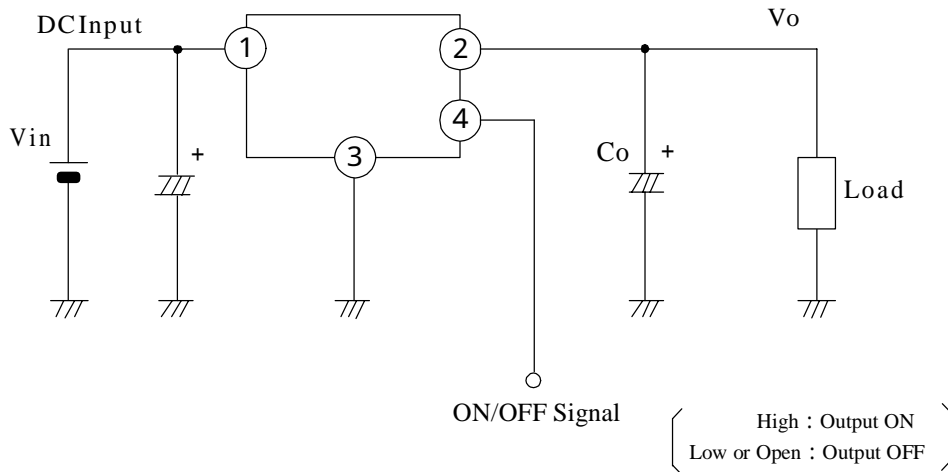 DCInput
Vo
1
2
4
Vin
+
3
Co +
Load
ON/OFF Signal
High : Output ON
Low or Open : Output OFF